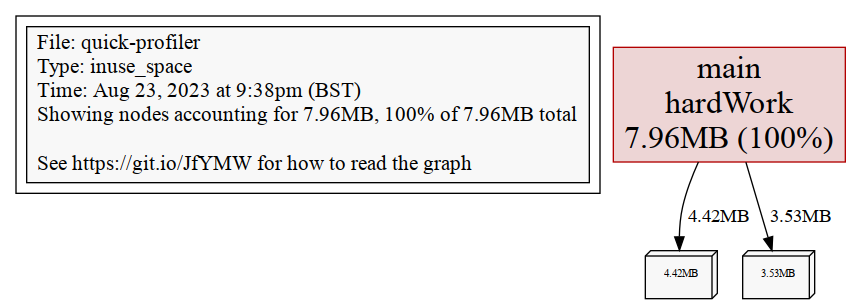 File: quick-profiler
Type: inuse_space
Time: Aug 23, 2023 at 9:38pm (BST)
Showing nodes accounting for 7.96MB, 100% of 7.96MB total
See https://git.io/JfYMW for how to read the graph
main
hardWork
7.96MB (100%)
4.42MB
3.53MB
4.42MB
3.53MB